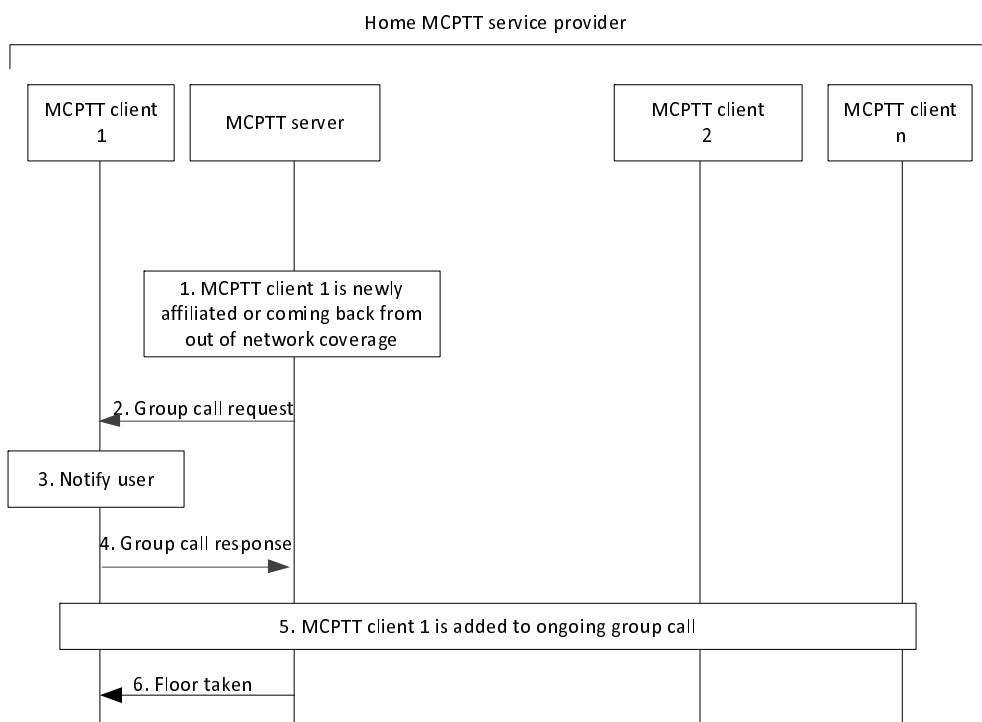 Home MCPTT service provider
MCPTT client
1
MCPTT server
MCPTT client
2
MCPTT client
n
1. MCPTT client 1 is newly
affiliated or coming back from
out of network coverage
2. Group call request
3. Notify user
4. Group call response
5. MCPTT client 1 is added to ongoing group call
6. Floor taken